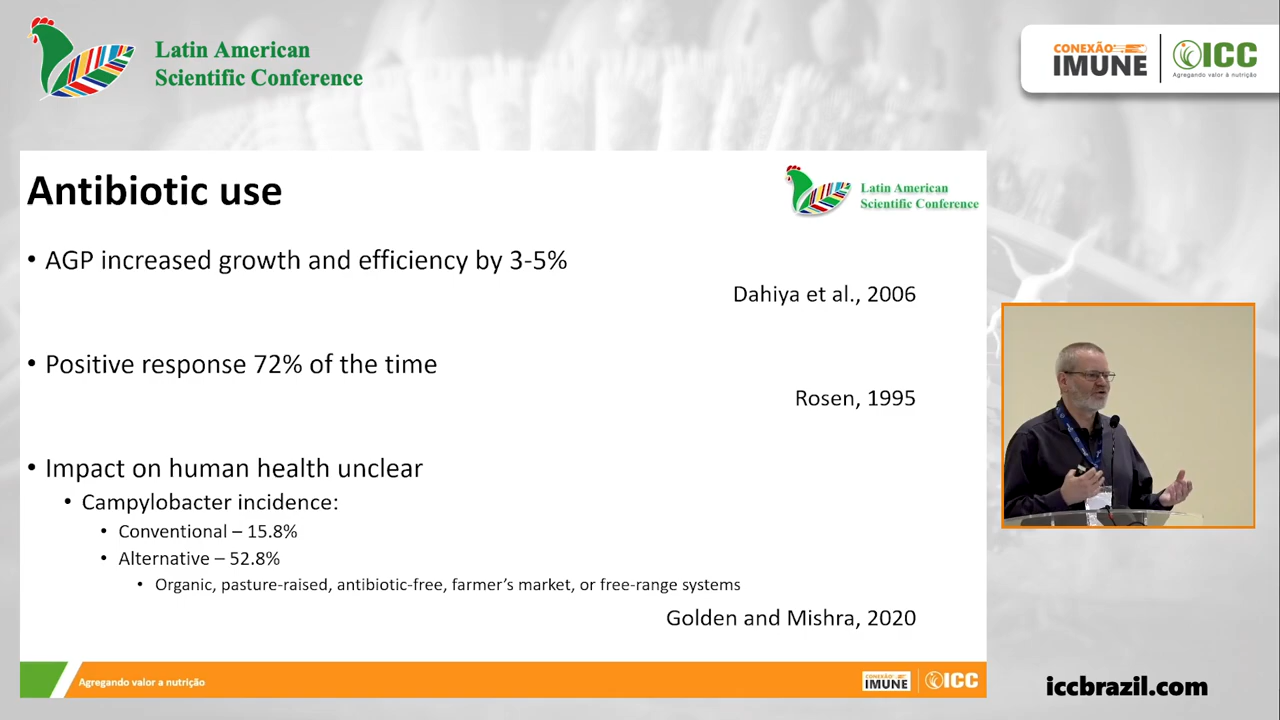 Latin American
Scientific Conference
CONEXÃO
IMUNE
ICC
Agregando valor à nutrição
Antibiotic use
Latin American
Scientific Conference
• AGP increased growth and efficiency by 3-5%
Dahiya et al., 2006
• Positive response 72% of the time
Rosen, 1995
• Impact on human health unclear
• Campylobacter incidence:
• Conventional – 15.8%
• Alternative – 52.8%
• Organic, pasture-raised, antibiotic-free, farmer's market, or free-range systems
Golden and Mishra, 2020
Agregando valor a nutrição
CONEXÃO
IMUNE
ICC
iccbrazil.com